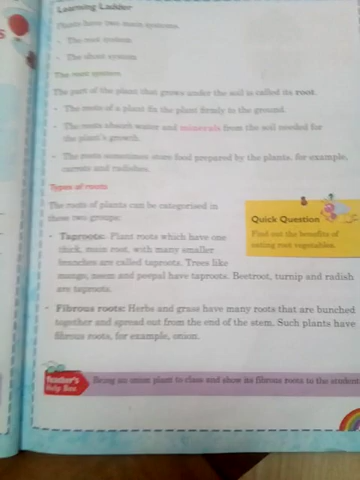 Learning Ladder
Plants have two main systems.
- The root system
- The shoot system
The root system
The part of the plant that grows under the soil is called its root.
- The roots of a plant fix the plant firmly to the ground.
- The roots absorb water and minerals from the soil needed for
the plant's growth.
- The roots sometimes store food prepared by the plants, for example,
carrots and radishes.
Types of roots
The roots of plants can be categorised in
these two groups:
- Taproots: Plant roots which have one
thick, main root, with many smaller
branches are called taproots. Trees like
mango, neem and peepal have taproots. Beetroot, turnip and radish
are taproots.
- Fibrous roots: Herbs and grass have many roots that are bunched
together and spread out from the end of the stem. Such plants have
fibrous roots, for example, onion.
Quick Question
Find out the benefits of
eating root vegetables.
Teacher's
Help Box
Bring an onion plant to class and show its fibrous roots to the student